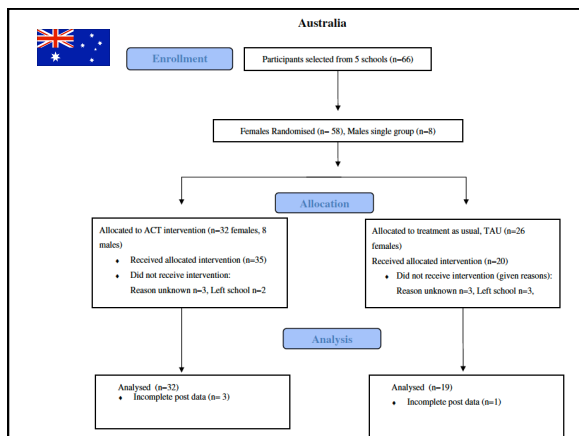 Australia
Enrollment
Participants selected from 5 schools (n=66)
Females Randomised (n= 58), Males single group (n=8)
Allocation
Allocated to ACT intervention (n=32 females, 8
males)
♦ Received allocated intervention (n=35)
♦ Did not receive intervention:
Reason unknown n=3, Left school n=2
Allocated to treatment as usual, TAU (n=26
females)
Received allocated intervention (n=20)
♦ Did not receive intervention (given reasons):
Reason unknown n=3, Left school n=3,
Analysis
Analysed (n=32)
♦ Incomplete post data (n= 3)
Analysed (n=19)
♦ Incomplete post data (n=1)